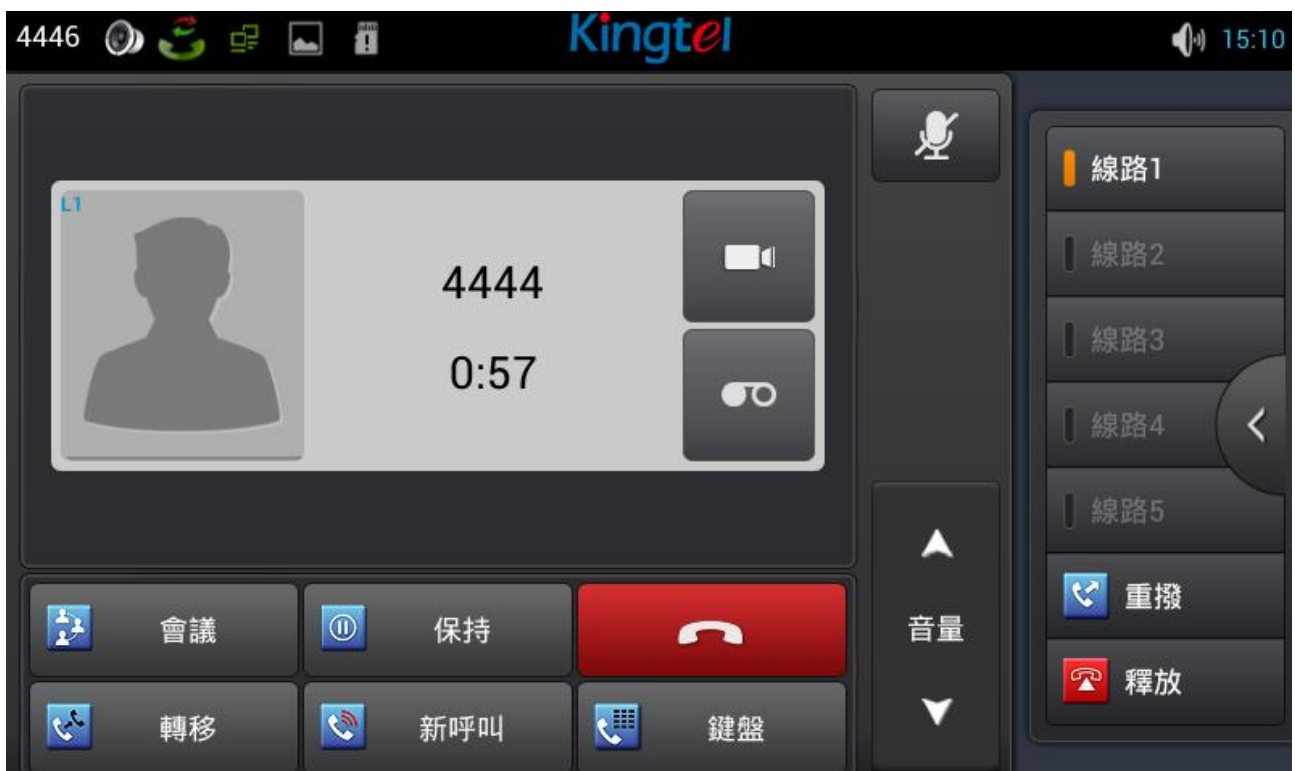 4446
Kingtel
15:10
L1
4444
0:57
線路1
線路2
線路3
線路4
線路5
重撥
釋放
音量
會議
保持
轉移
新呼叫
鍵盤